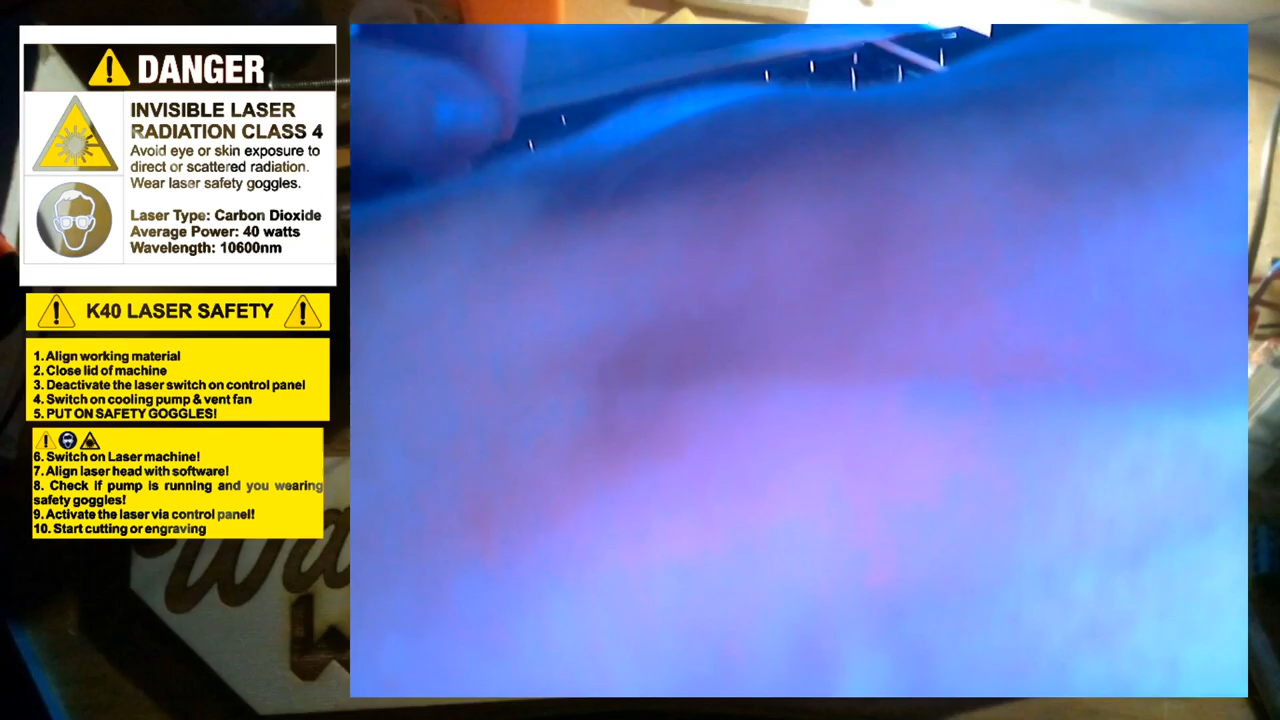 DANGER
INVISIBLE LASER
RADIATION CLASS 4
Avoid eye or skin exposure to
direct or scattered radiation.
Wear laser safety goggles.
Laser Type: Carbon Dioxide
Average Power: 40 watts
Wavelength: 10600nm
K40 LASER SAFETY
1. Align working material
2. Close lid of machine
3. Deactivate the laser switch on control panel
4. Switch on cooling pump & vent fan
5. PUT ON SAFETY GOGGLES!
6. Switch on Laser machine!
7. Align laser head with software!
8. Check if pump is running and you wearing
safety goggles!
9. Activate the laser via control panel!
10. Start cutting or engraving